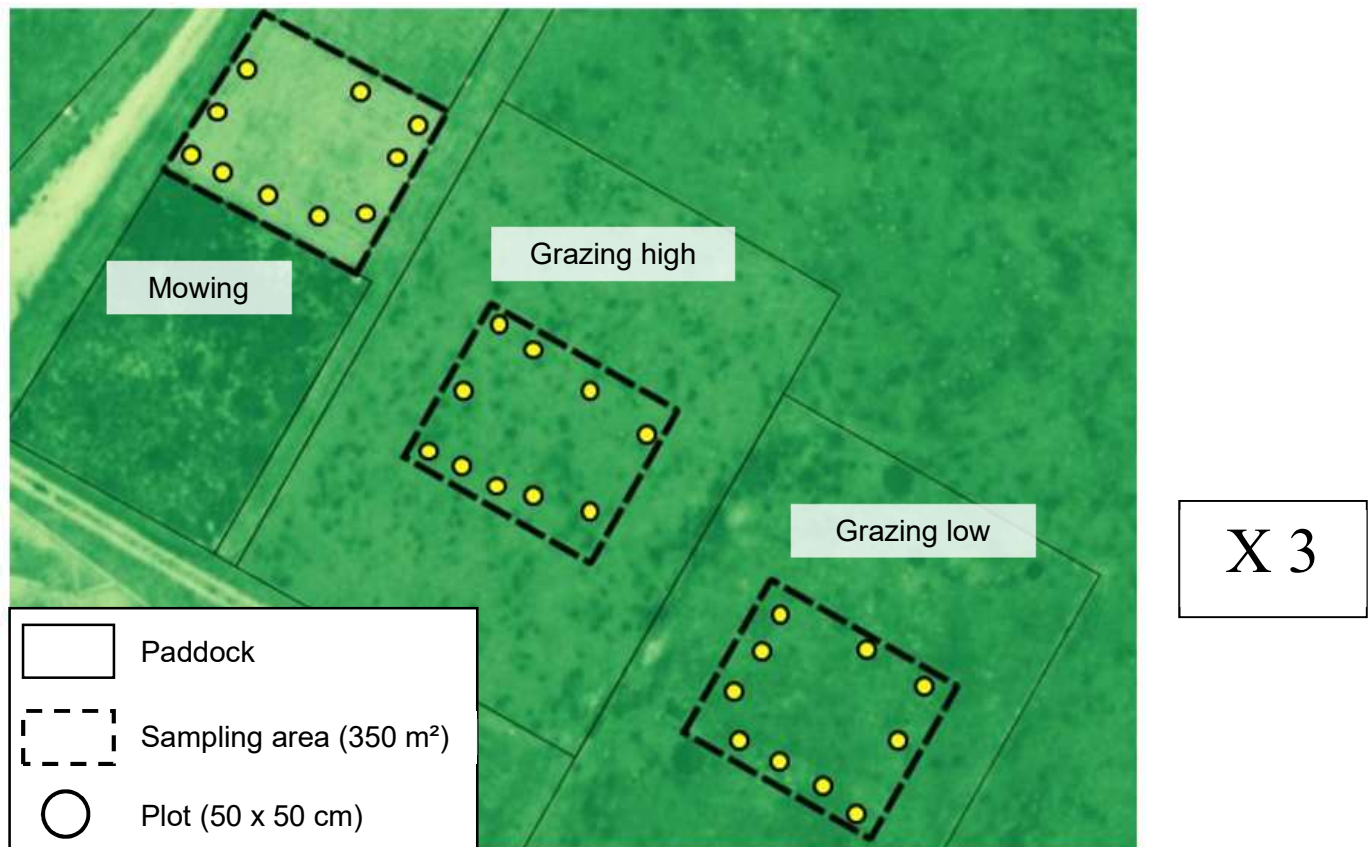 Grazing high
Mowing
Grazing low
X 3
Paddock
Sampling area (350 m²)
Plot (50 x 50 cm)